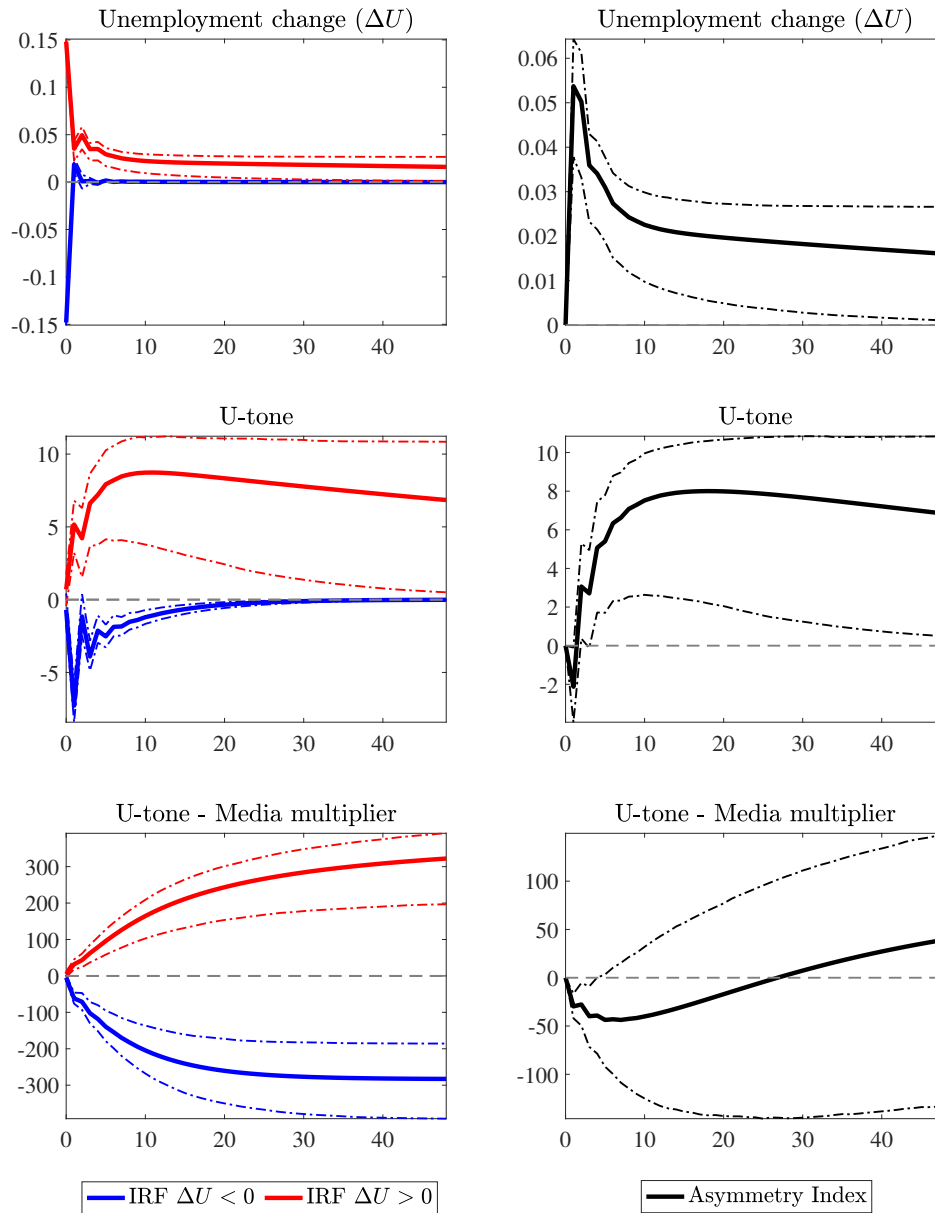 Unemployment change (ΔU)
0.15
0.1
0.05
0
-0.05
-0.1
-0.15
0 10 20 30 40
Unemployment change (ΔU)
0.06
0.05
0.04
0.03
0.02
0.01
0
0 10 20 30 40
U-tone
10
5
0
-5
0 10 20 30 40
U-tone
10
8
6
4
2
0
-2
0 10 20 30 40
U-tone - Media multiplier
300
200
100
0
-100
-200
-300
0 10 20 30 40
U-tone - Media multiplier
100
50
0
-50
-100
0 10 20 30 40
IRF ΔU < 0 IRF ΔU > 0
Asymmetry Index